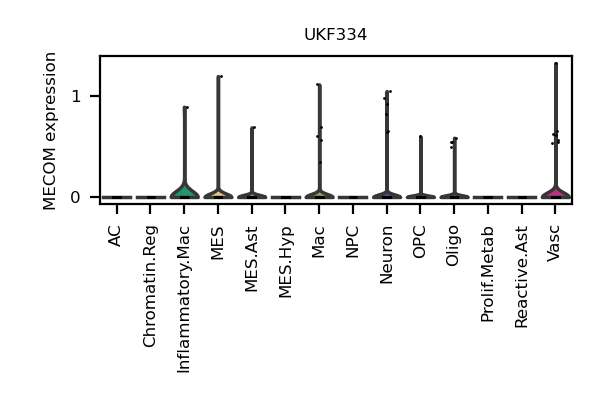 UKF334
MECOM expression
1
0
AC
Chromatin.Reg
Inflammatory.Mac
MES
MES.Ast
MES.Hyp
Mac
NPC
Neuron
OPC
Oligo
Prolif.Metab
Reactive.Ast
Vasc